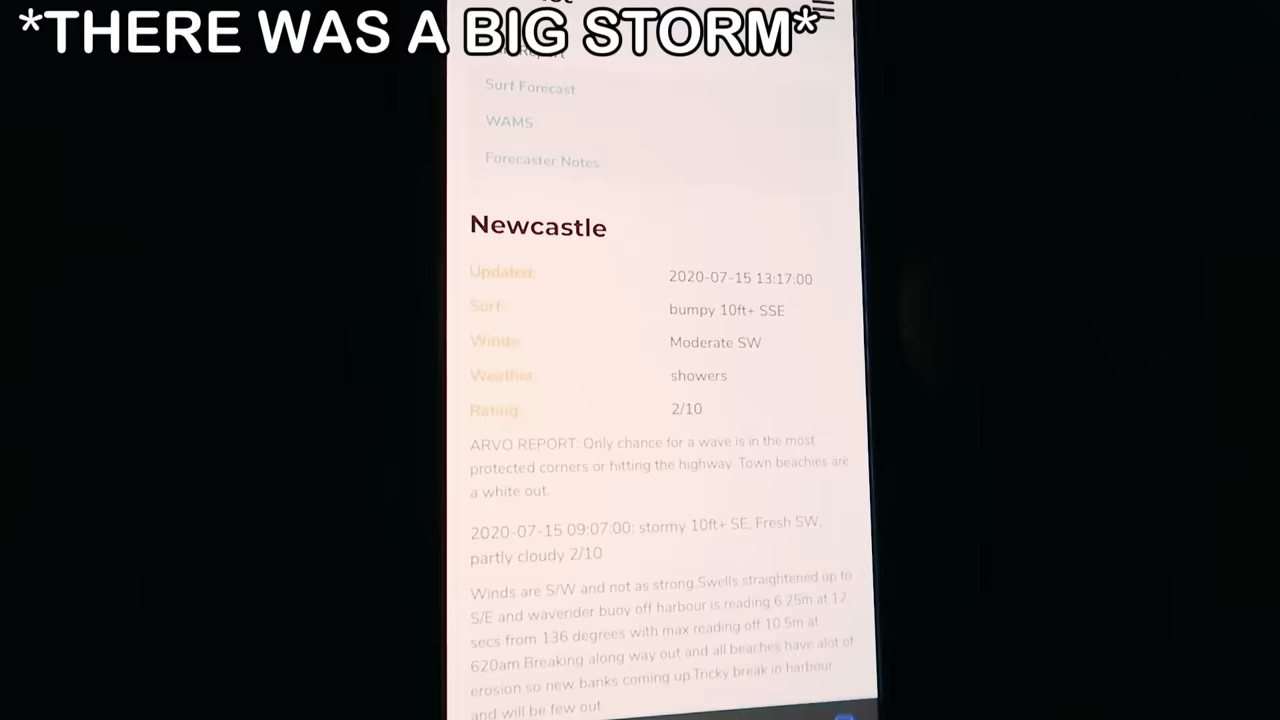 *THERE WAS A BIG STORM*
Surf Forecast
WAMS
Forecaster Notes
Newcastle
Updated: 2020-07-15 13:17:00
Surf: bumpy 10ft+ SSE
Winds: Moderate SW
Weather: showers
Rating: 2/10
ARVO REPORT: Only chance for a wave is in the most
protected corners or hitting the highway. Town beachies are
a white out.
2020-07-15 09:07:00: stormy 10ft+ SE, Fresh SW,
partly cloudy 2/10
Winds are S/W and not as strong.Swells straightened up to
S/E and wavender buoy off harbour is reading 6.25m at 12
secs from 136 degrees with max reading off 10.5m at
620am.Breaking along way out and all beaches have alot of
erosion so new banks coming up.Tricky break in harbour
and will be few out.